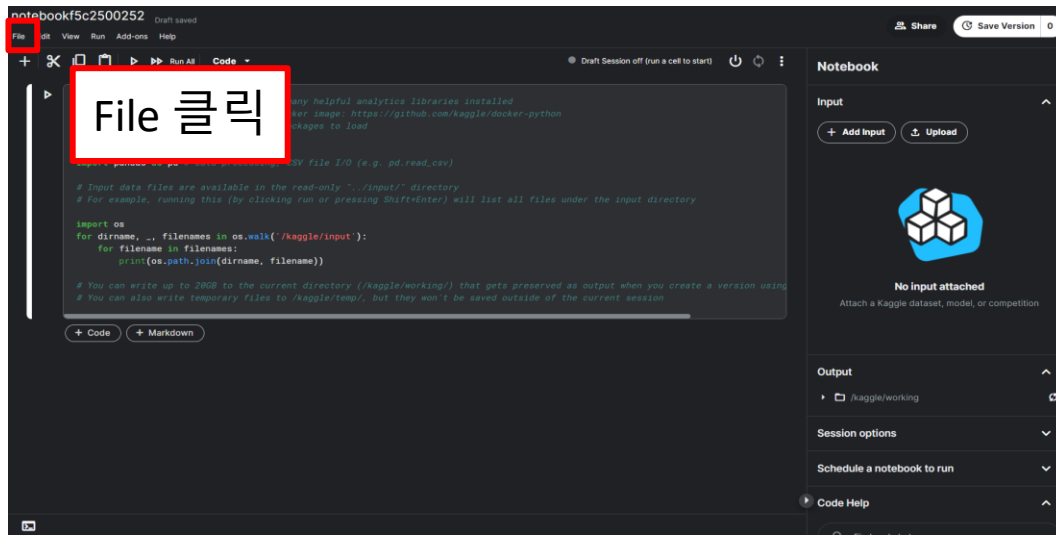 notebookf5c2500252 Draft saved
File Edit View Run Add-ons Help
Share
Save Version 0
Run All Code
Draft Session off (run a cell to start)
File 클릭
any helpful analytics libraries installed
ker image: https://github.com/kaggle/docker-python
ckages to load
CSV file I/O (e.g. pd.read_csv)
# Input data files are available in the read-only "../input/" directory
# For example, running this (by clicking run or pressing Shift+Enter) will list all files under the input directory
import os
for dirname, _, filenames in os.walk('/kaggle/input'):
for filename in filenames:
print(os.path.join(dirname, filename))
# You can write up to 20GB to the current directory (/kaggle/working/) that gets preserved as output when you create a version using
# You can also write temporary files to /kaggle/temp/, but they won't be saved outside of the current session
+ Code + Markdown
Notebook
Input
+ Add Input Upload
No input attached
Attach a Kaggle dataset, model, or competition
Output
/kaggle/working
Session options
Schedule a notebook to run
Code Help